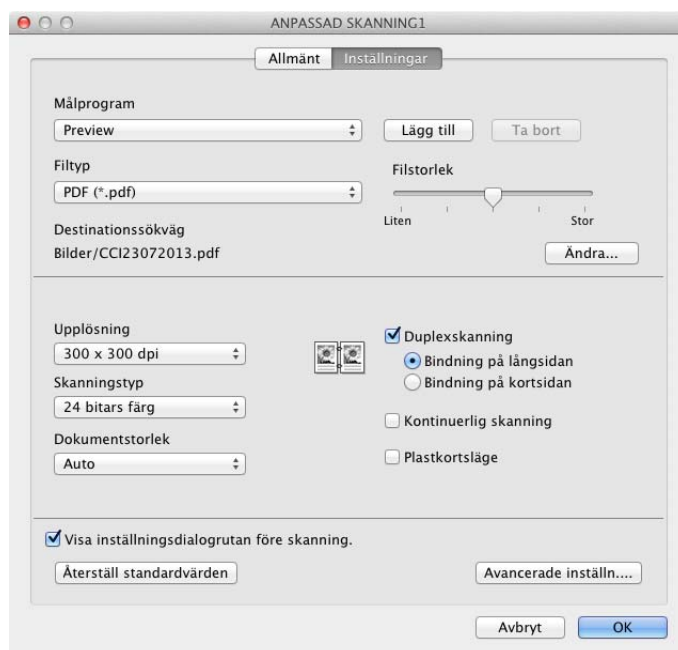 ANPASSAD SKANNING1
Allmänt Inställningar
Målprogram
Preview Lägg till Ta bort
Filtyp Filstorlek
PDF (*.pdf)
Liten Stor
Destinationssökväg
Bilder/CCI23072013.pdf Ändra...
Upplösning Duplexskanning
300 x 300 dpi Bindning på långsidan
Skanningstyp Bindning på kortsidan
24 bitars färg
Kontinuerlig skanning
Dokumentstorlek
Auto Plastkortsläge
Visa inställningsdialogrutan före skanning.
Återställ standardvärden Avancerade inställn....
Avbryt OK